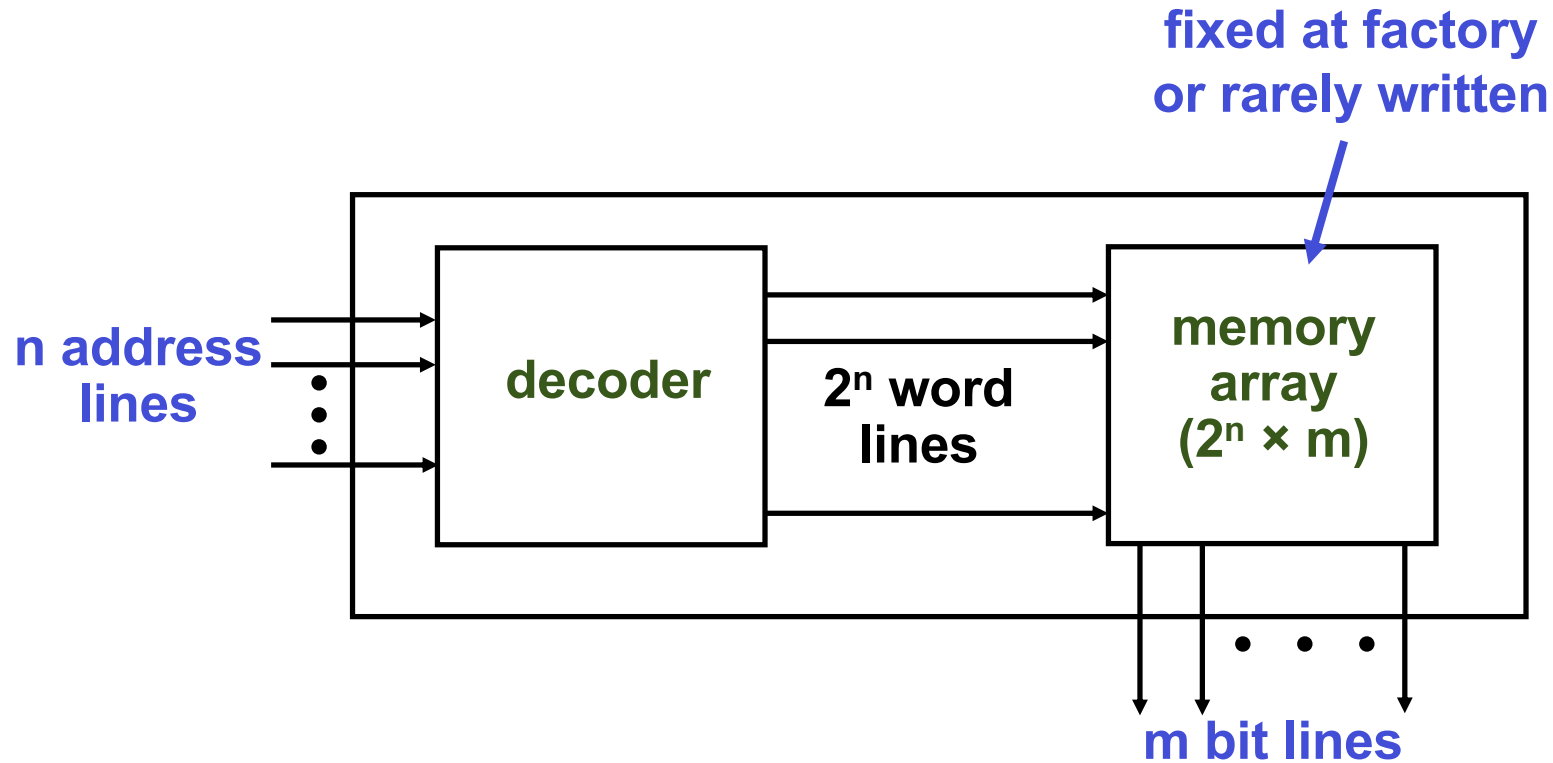 fixed at factory
or rarely written
n address
lines
decoder
2ⁿ word
lines
memory
array
(2ⁿ × m)
m bit lines